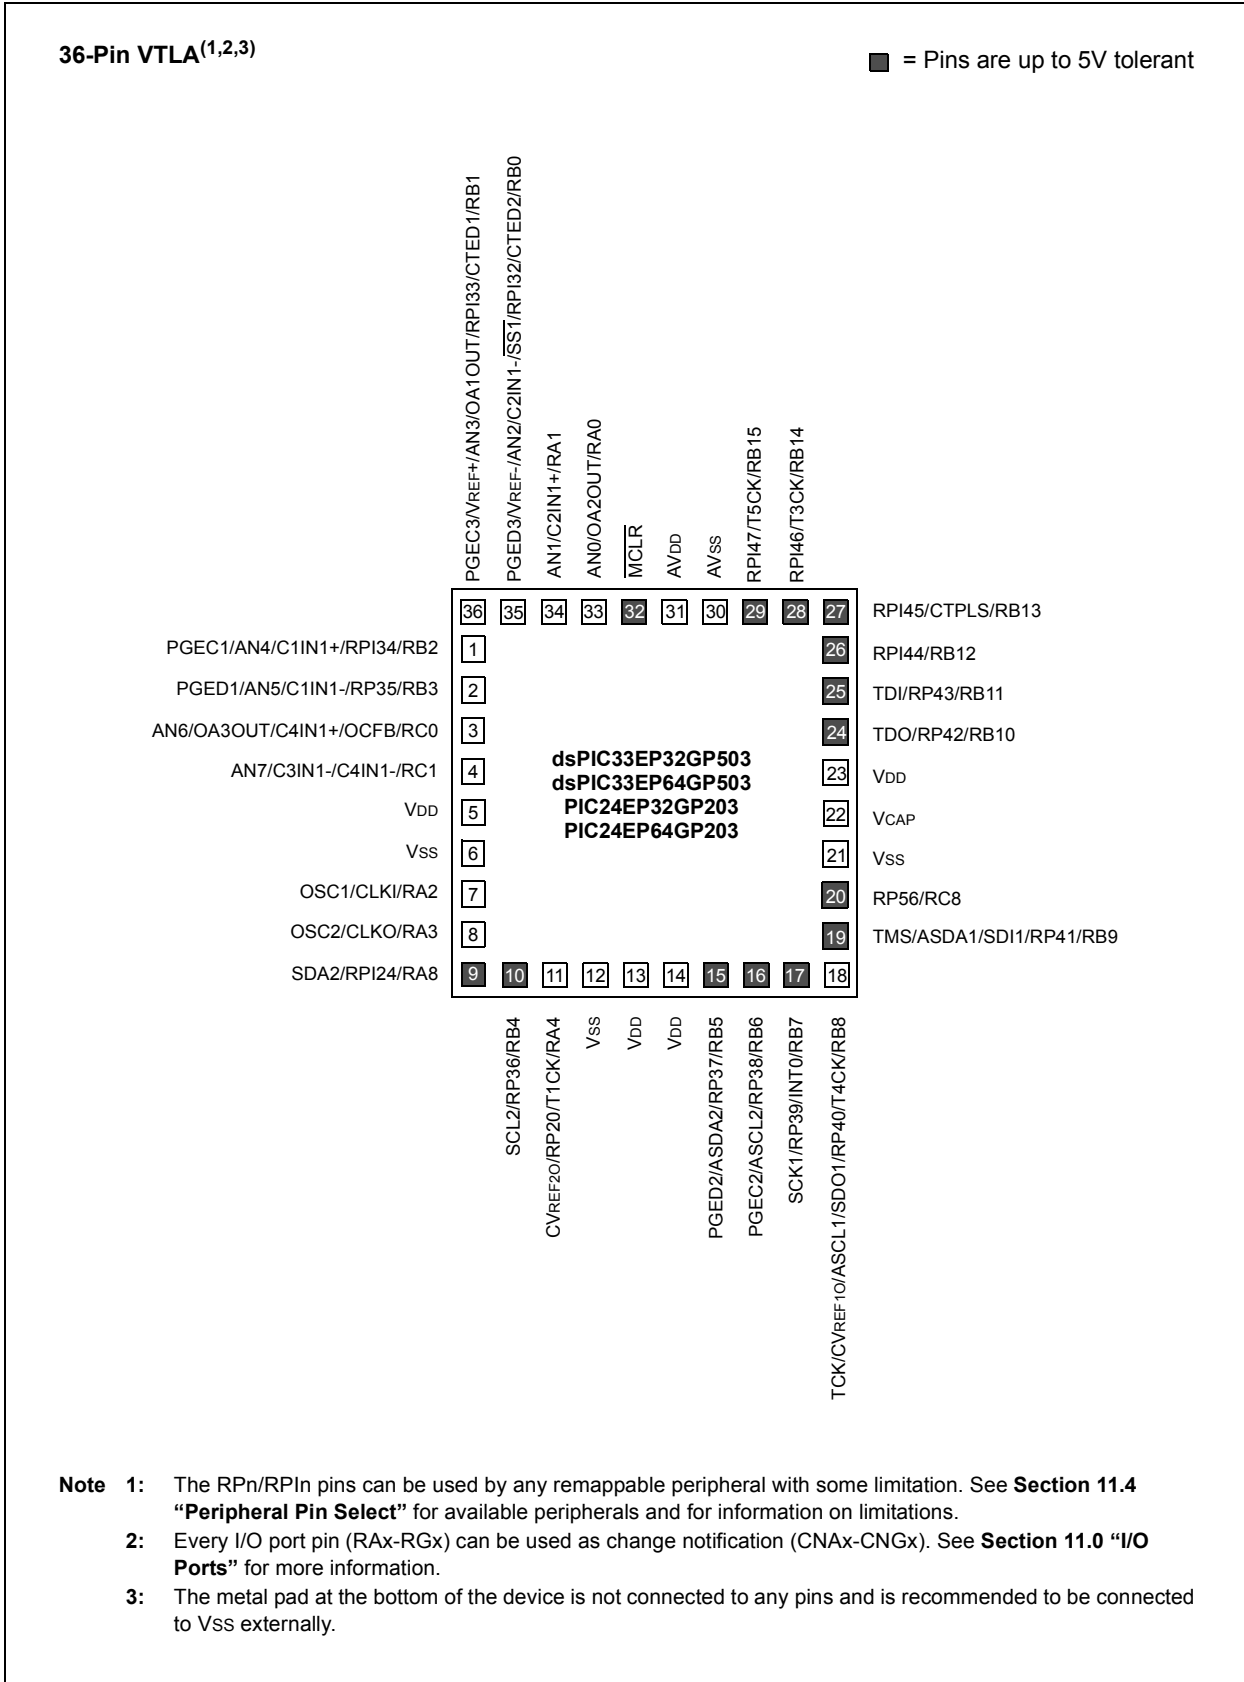 36-Pin VTLA(1,2,3)
= Pins are up to 5V tolerant
PGEC3/VREF+/AN3/OA1OUT/RPI33/CTED1/RB1
PGED3/VREF-/AN2/C2IN1-/SS1/RPI32/CTED2/RB0
AN1/C2IN1+/RA1
AN0/OA2OUT/RA0
MCLR
AVDD
AVSS
RPI47/T5CK/RB15
RPI46/T3CK/RB14
36 35 34 33 32 31 30 29 28 27 RPI45/CTPLS/RB13
PGEC1/AN4/C1IN1+/RPI34/RB2 1 26 RPI44/RB12
PGED1/AN5/C1IN1-/RP35/RB3 2 25 TDI/RP43/RB11
AN6/OA3OUT/C4IN1+/OCFB/RC0 3 24 TDO/RP42/RB10
AN7/C3IN1-/C4IN1-/RC1 4 23 VDD
VDD 5 22 VCAP
VSS 6 21 VSS
OSC1/CLKI/RA2 7 20 RP56/RC8
OSC2/CLKO/RA3 8 19 TMS/ASDA1/SDI1/RP41/RB9
SDA2/RPI24/RA8 9 10 11 12 13 14 15 16 17 18
dsPIC33EP32GP503
dsPIC33EP64GP503
PIC24EP32GP203
PIC24EP64GP203
SCL2/RP36/RB4
CVREF2O/RP20/T1CK/RA4
VSS
VDD
VDD
PGED2/ASDA2/RP37/RB5
PGEC2/ASCL2/RP38/RB6
SCK1/RP39/INT0/RB7
TCK/CVREF1O/ASCL1/SDO1/RP40/T4CK/RB8
Note 1: The RPn/RPIn pins can be used by any remappable peripheral with some limitation. See Section 11.4
“Peripheral Pin Select” for available peripherals and for information on limitations.
2: Every I/O port pin (RAx-RGx) can be used as change notification (CNAx-CNGx). See Section 11.0 “I/O
Ports” for more information.
3: The metal pad at the bottom of the device is not connected to any pins and is recommended to be connected
to VSS externally.